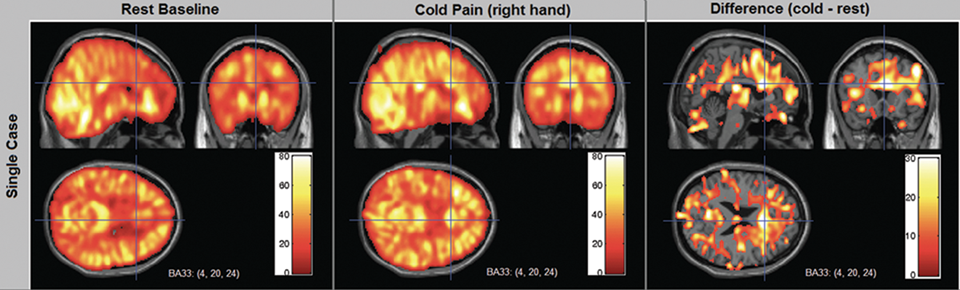 Rest Baseline
Cold Pain (right hand)
Difference (cold - rest)
Single Case
80
60
40
20
0
BA33: (4, 20, 24)
80
60
40
20
0
BA33: (4, 20, 24)
30
20
10
0
BA33: (4, 20, 24)